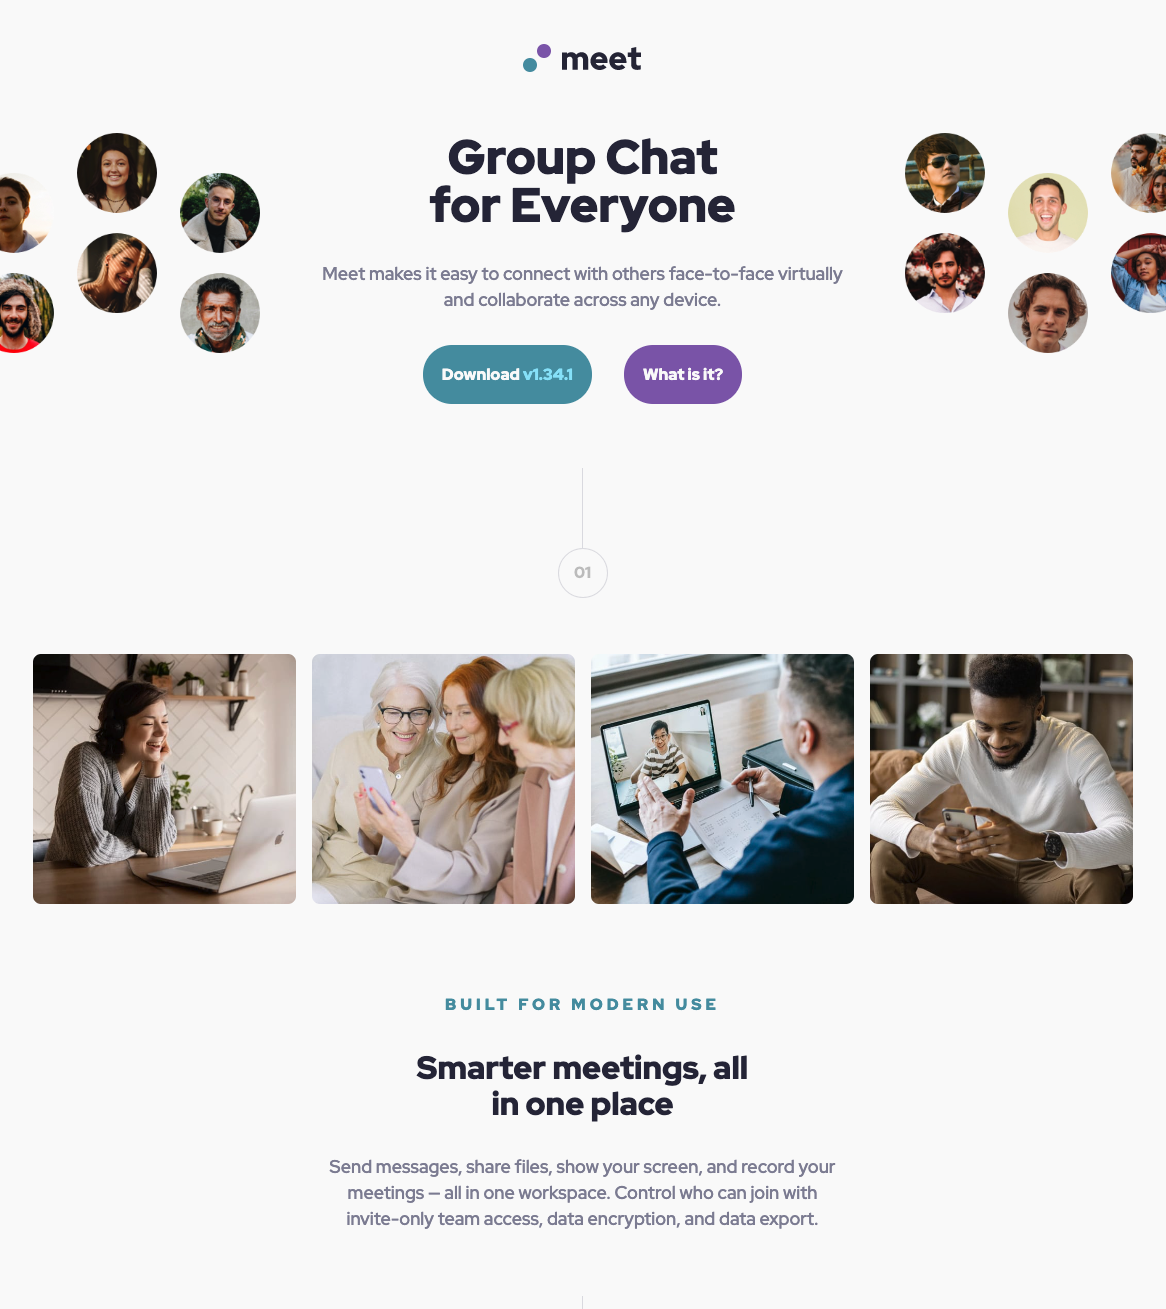 meet
Group Chat
for Everyone
Meet makes it easy to connect with others face-to-face virtually
and collaborate across any device.
Download v1.34.1
What is it?
01
BUILT FOR MODERN USE
Smarter meetings, all
in one place
Send messages, share files, show your screen, and record your
meetings — all in one workspace. Control who can join with
invite-only team access, data encryption, and data export.